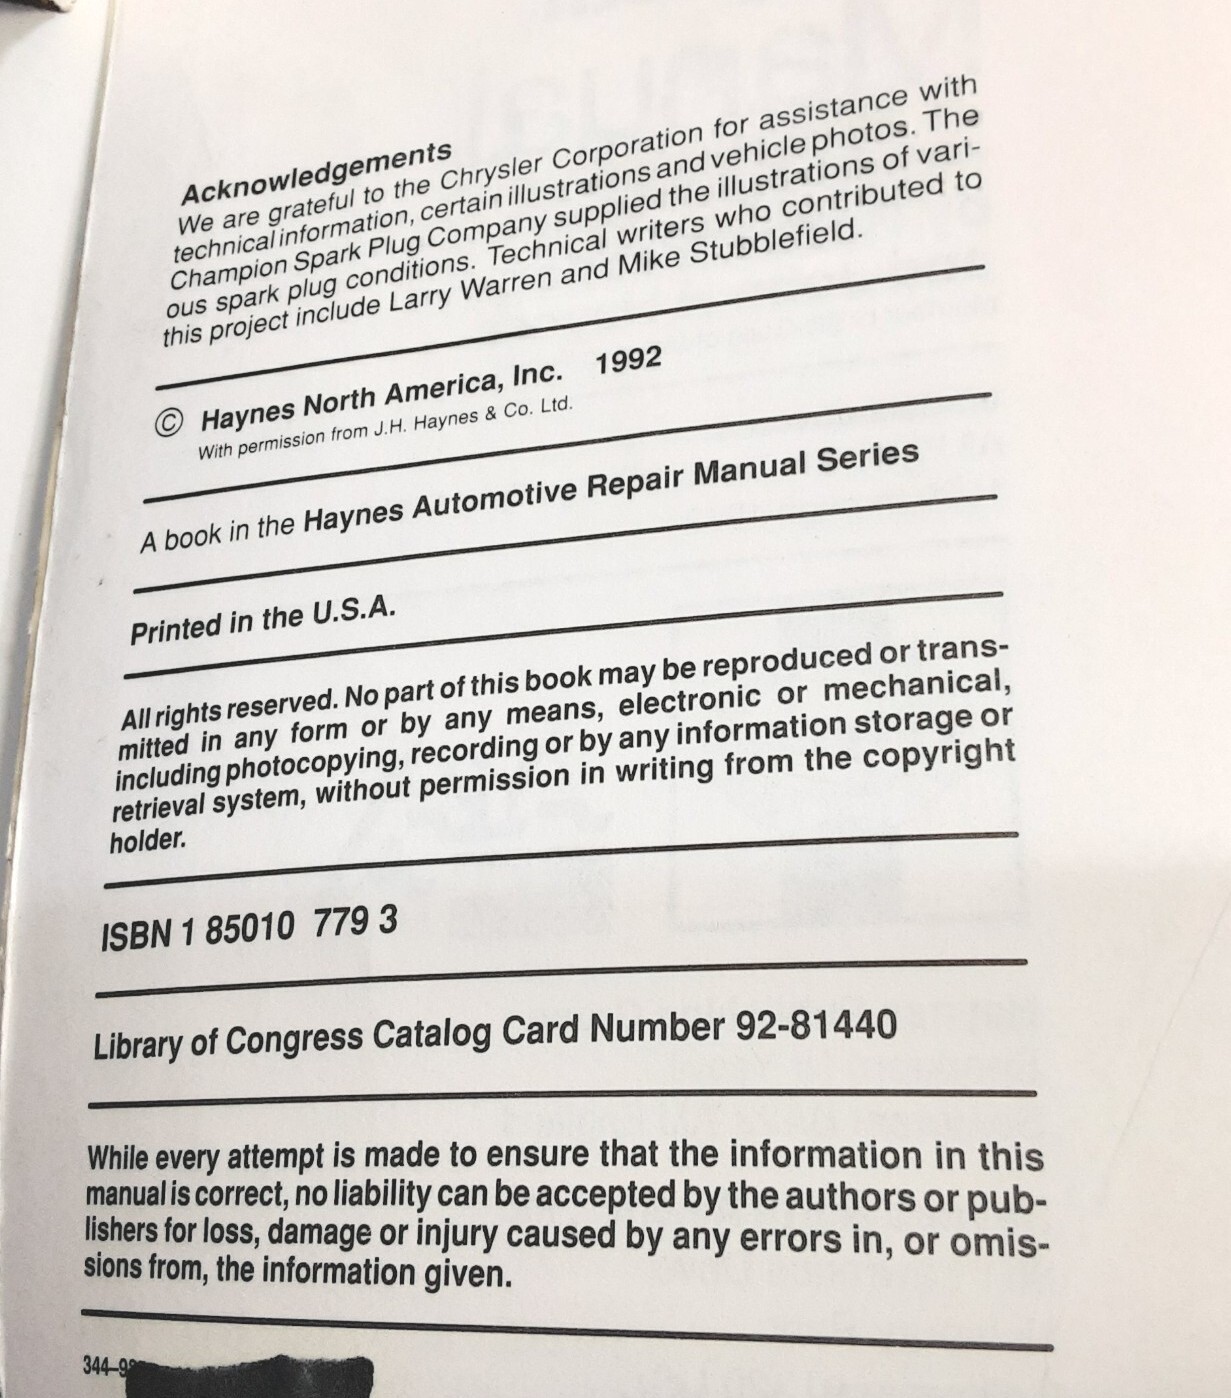 Acknowledgements
We are grateful to the Chrysler Corporation for assistance with
technical information, certain illustrations and vehicle photos. The
Champion Spark Plug Company supplied the illustrations of vari-
ous spark plug conditions. Technical writers who contributed to
this project include Larry Warren and Mike Stubblefield.
© Haynes North America, Inc. 1992
With permission from J.H. Haynes & Co. Ltd.
A book in the Haynes Automotive Repair Manual Series
Printed in the U.S.A.
All rights reserved. No part of this book may be reproduced or trans-
mitted in any form or by any means, electronic or mechanical,
including photocopying, recording or by any information storage or
retrieval system, without permission in writing from the copyright
holder.
ISBN 1 85010 779 3
Library of Congress Catalog Card Number 92-81440
While every attempt is made to ensure that the information in this
manual is correct, no liability can be accepted by the authors or pub-
lishers for loss, damage or injury caused by any errors in, or omis-
sions from, the information given.